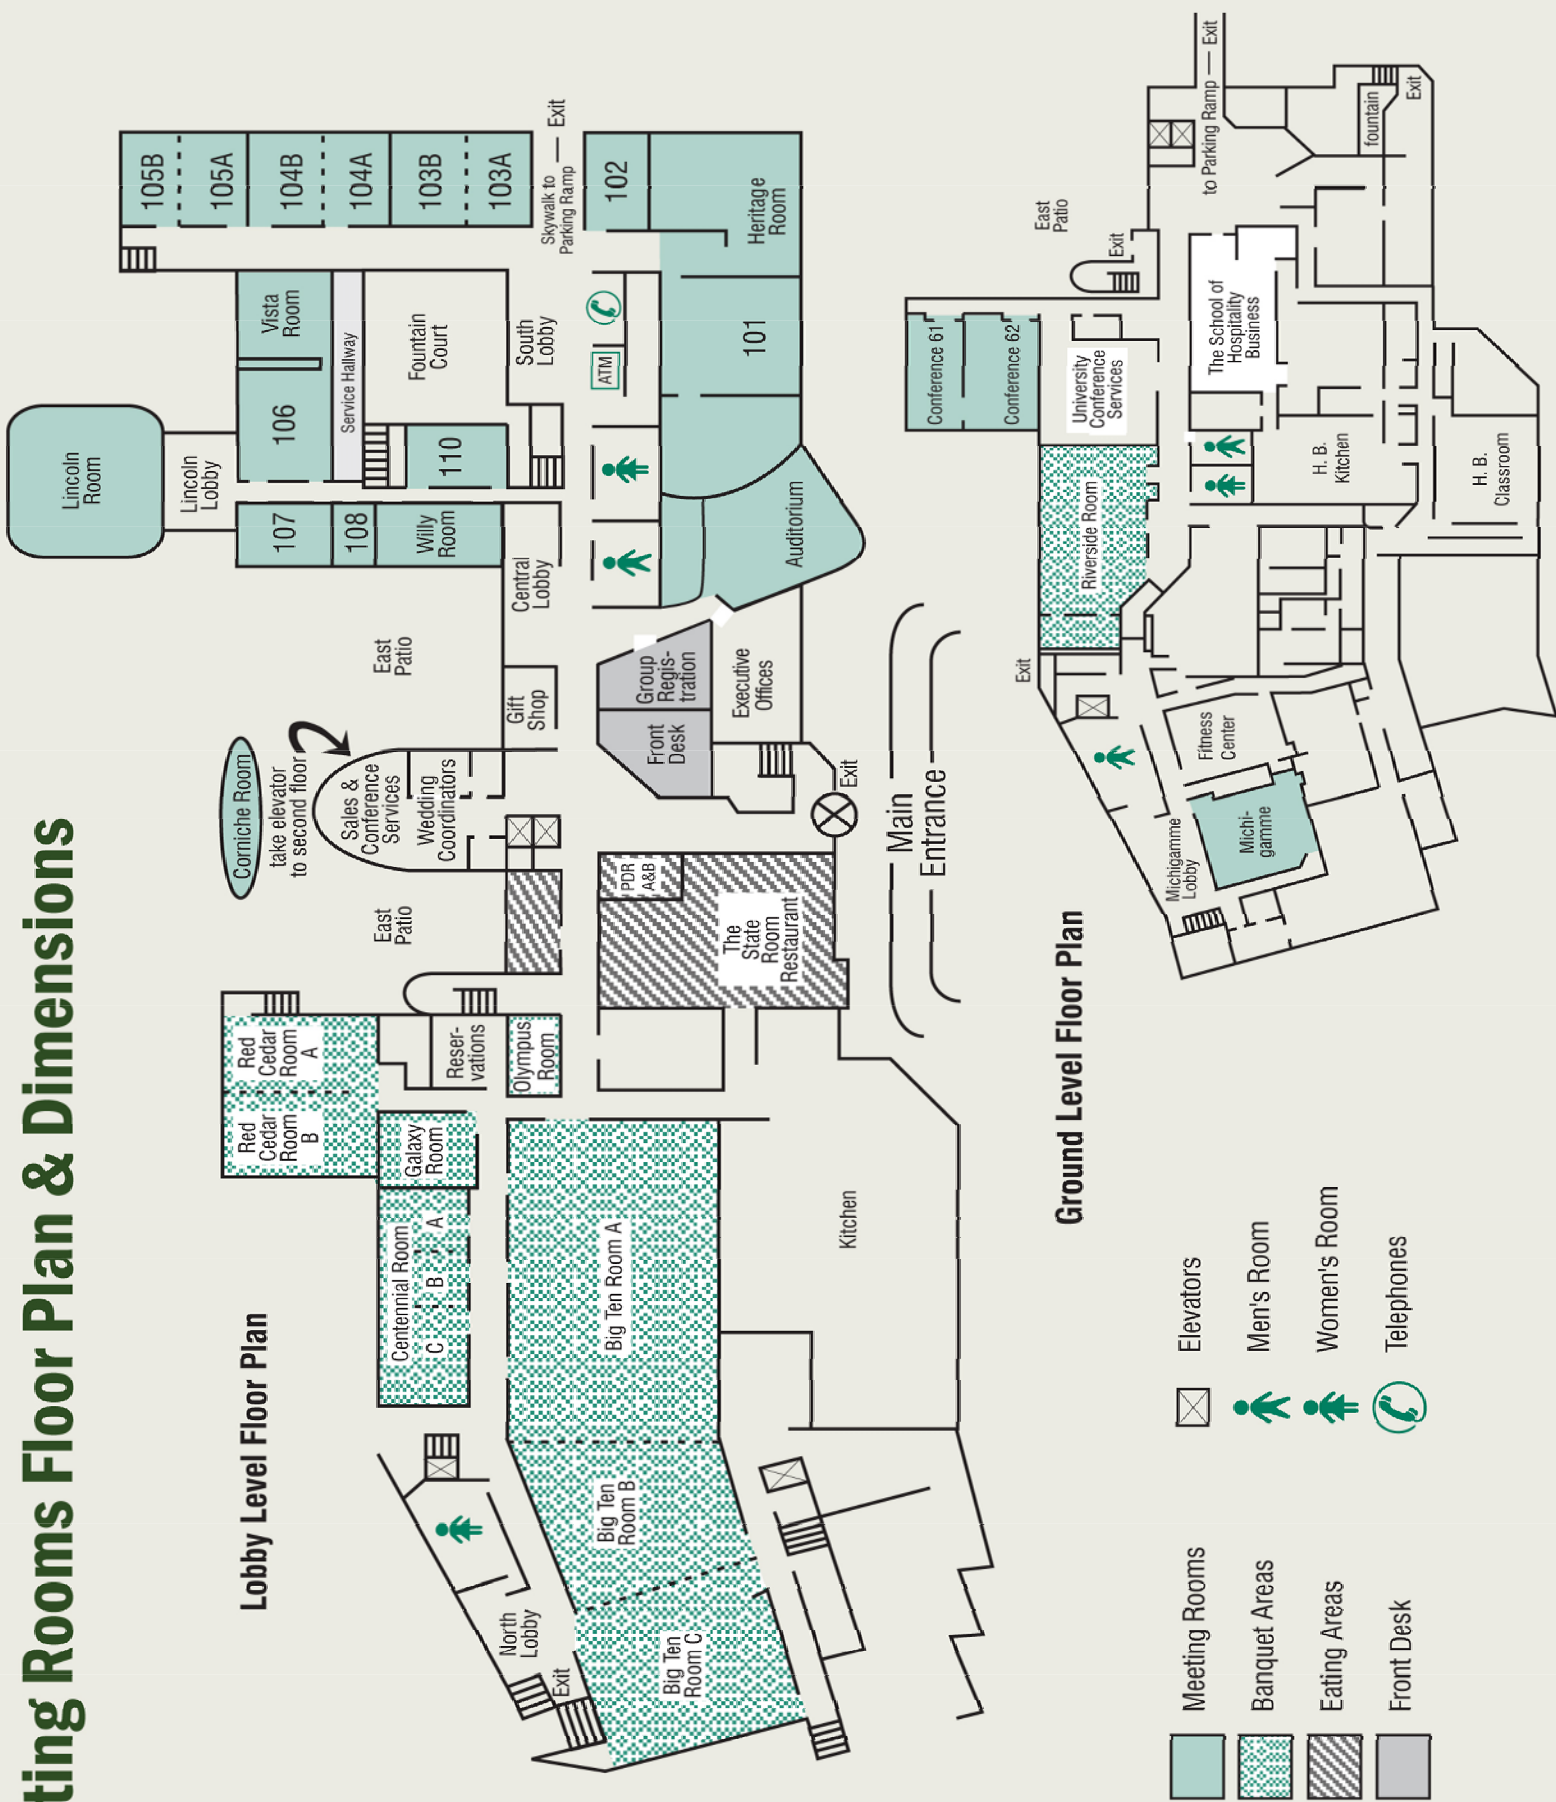 ting Rooms Floor Plan & Dimensions
Lobby Level Floor Plan
North
Lobby
Exit
Big Ten
Room C
Big Ten
Room B
Big Ten Room A
Centennial Room
C
B
A
Galaxy
Room
Red
Cedar
Room
B
Red
Cedar
Room
A
Reser-
vations
Olympus
Room
Kitchen
East
Patio
The
State
Room
Restaurant
PDR
A&B
Corniche Room
take elevator
to second floor
Sales &
Conference
Services
Wedding
Coordinators
Gift
Shop
East
Patio
Front
Desk
Group
Regis-
tration
Executive
Offices
Exit
Main
Entrance
Central
Lobby
Auditorium
107
108
Willy
Room
Lincoln
Room
Lincoln
Lobby
106
Vista
Room
Service Hallway
110
Fountain
Court
South
Lobby
ATM
101
Heritage
Room
102
Skywalk to
Parking Ramp
Exit
105B
105A
104B
104A
103B
103A
Ground Level Floor Plan
Michigamme
Lobby
Michi-
gamme
Fitness
Center
Exit
Riverside Room
Conference 61
Conference 62
University
Conference
Services
The School of
Hospitality
Business
H. B.
Kitchen
H. B.
Classroom
East
Patio
Exit
to Parking Ramp
Exit
fountain
Exit
Meeting Rooms
Banquet Areas
Eating Areas
Front Desk
Elevators
Men's Room
Women's Room
Telephones